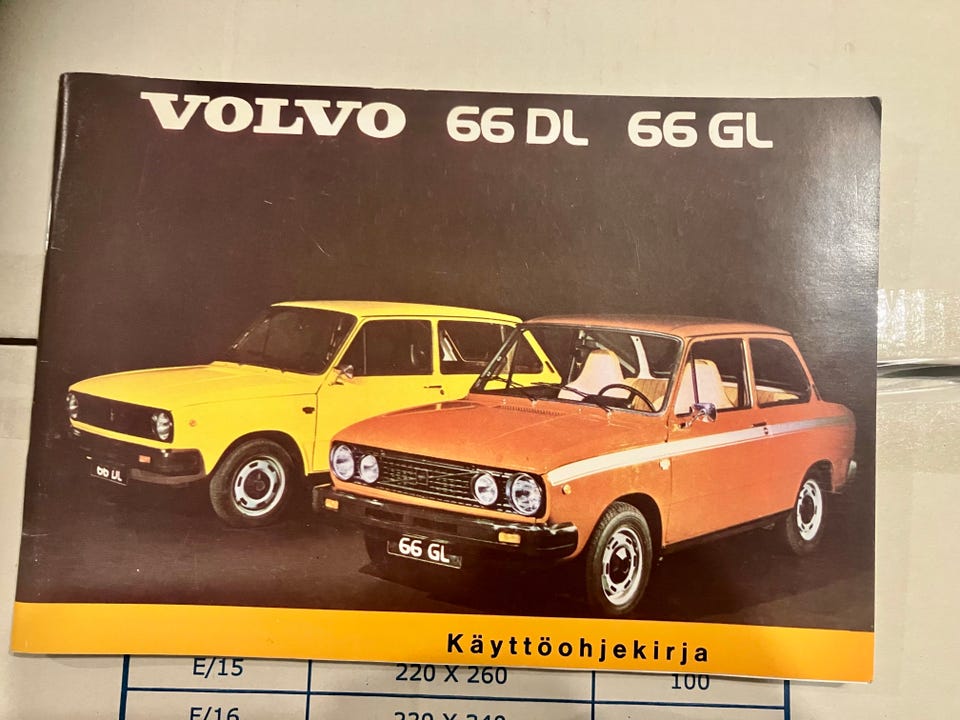 VOLVO 66 DL 66 GL
66 DL
66 GL
Käyttöohjekirja
E/15 220 X 260 100